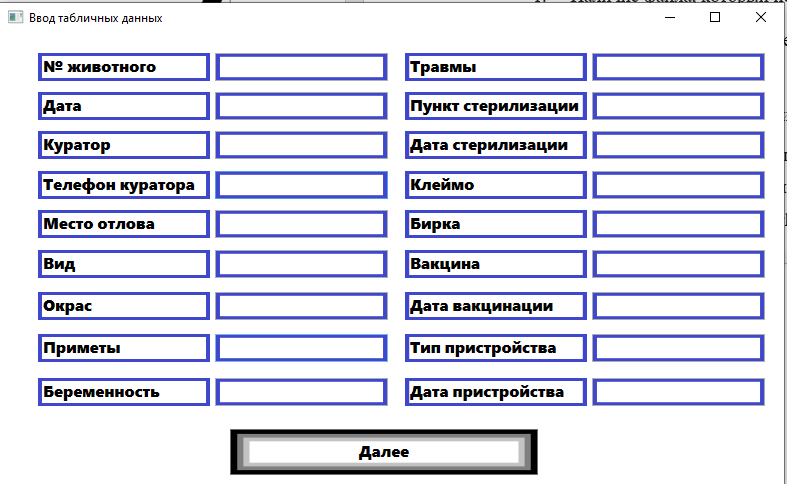 Ввод табличных данных
№ животного
Дата
Куратор
Телефон куратора
Место отлова
Вид
Окрас
Приметы
Беременность
Травмы
Пункт стерилизации
Дата стерилизации
Клеймо
Бирка
Вакцина
Дата вакцинации
Тип пристройства
Дата пристройства
Далее